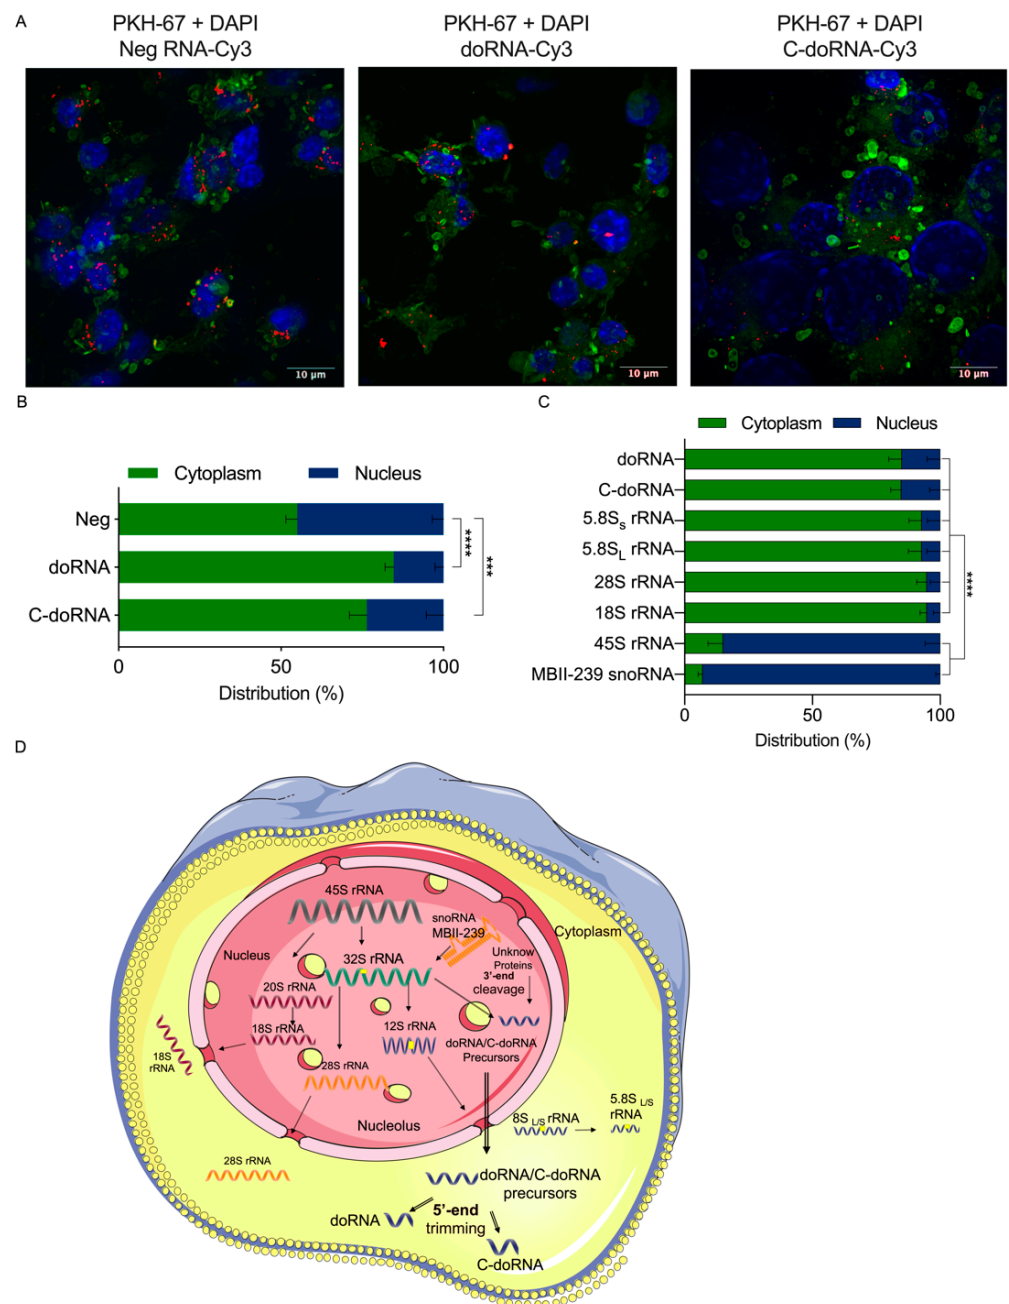 A
PKH-67 + DAPI
Neg RNA-Cy3
PKH-67 + DAPI
doRNA-Cy3
PKH-67 + DAPI
C-doRNA-Cy3
10 µm
10 µm
10 µm
B
Cytoplasm Nucleus
Neg
doRNA
C-doRNA
****
***
0 50 100
Distribution (%)
C
Cytoplasm Nucleus
doRNA
C-doRNA
5.8Ss rRNA
5.8SL rRNA
28S rRNA
18S rRNA
45S rRNA
MBII-239 snoRNA
****
0 50 100
Distribution (%)
D
45S rRNA
snoRNA
MBII-239
Cytoplasm
Nucleus
32S rRNA
Unknow
Proteins
3'-end
cleavage
20S rRNA
18S rRNA
12S rRNA
doRNA/C-doRNA
Precursors
18S
rRNA
28S rRNA
Nucleolus
8S L/S rRNA
5.8S L/S
rRNA
28S rRNA
doRNA/C-doRNA
precursors
doRNA
5'-end
trimming
C-doRNA